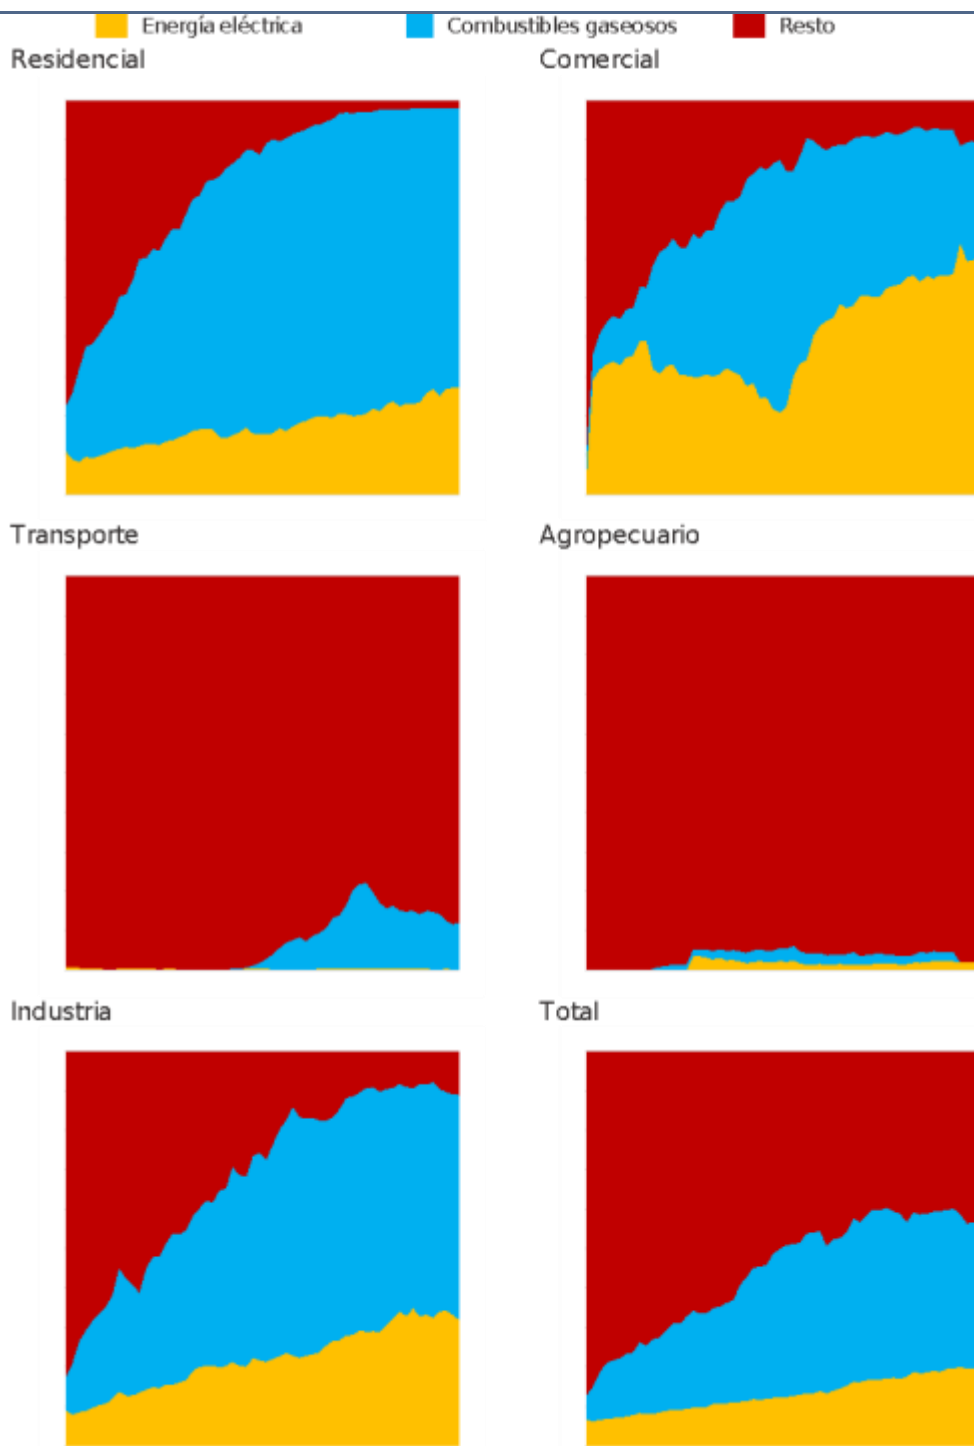 Energía eléctrica Combustibles gaseosos Resto
Residencial Comercial
Transporte Agropecuario
Industria Total